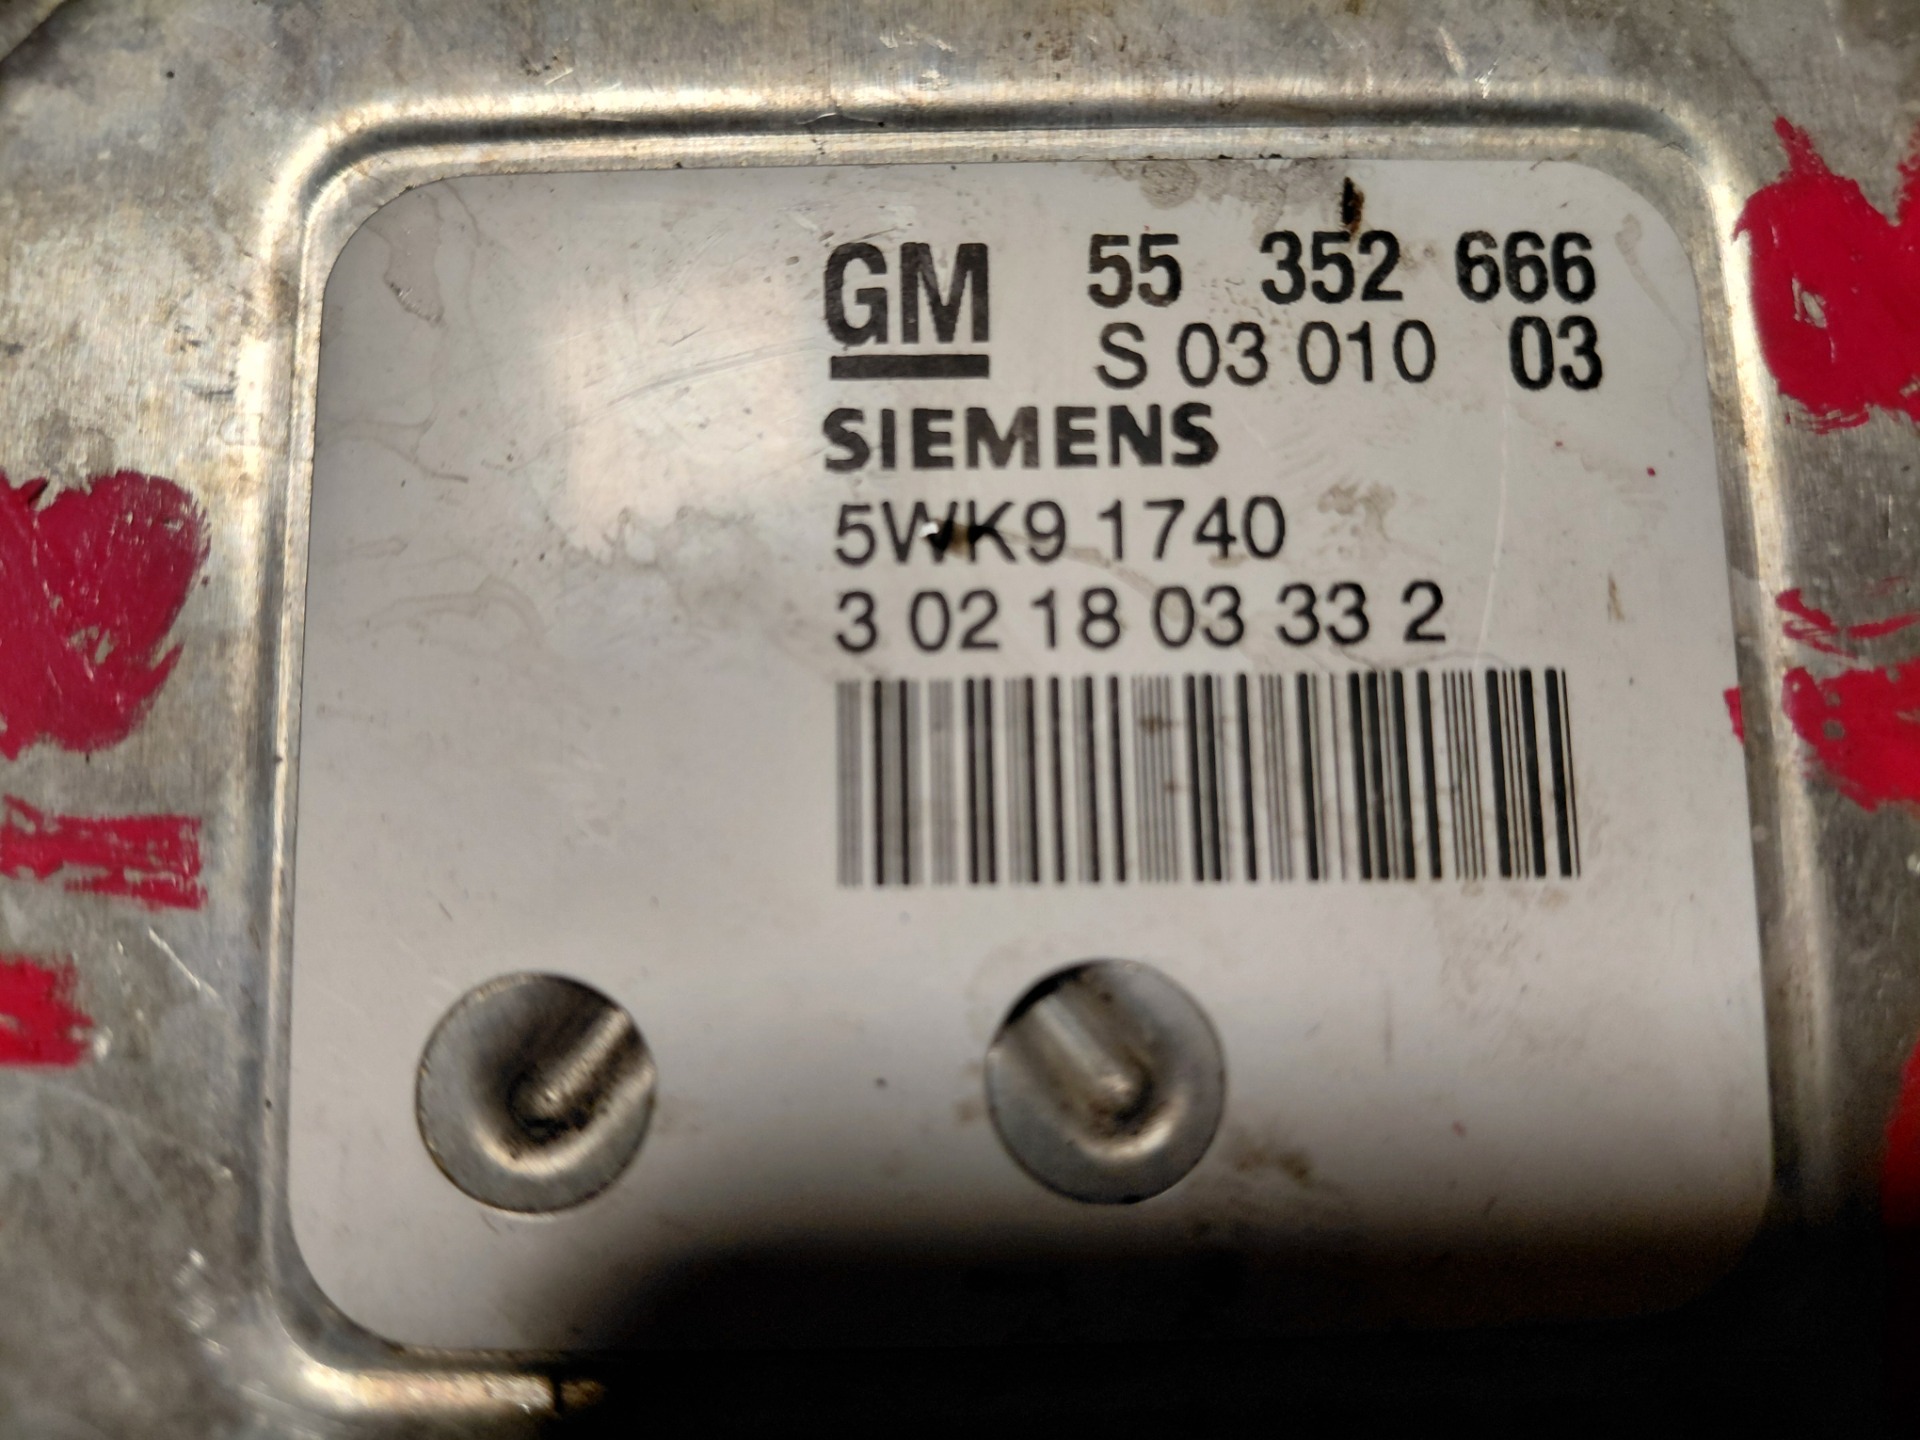 GM 55 352 666
S 03 010 03
SIEMENS
5WK9 1740
3 02 18 03 33 2